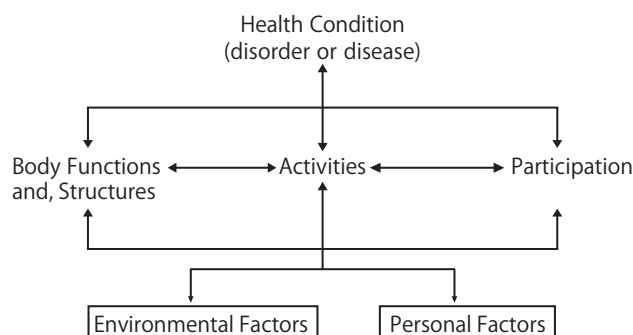 Health Condition
(disorder or disease)
Body Functions
and, Structures
Activities
Participation
Environmental Factors
Personal Factors